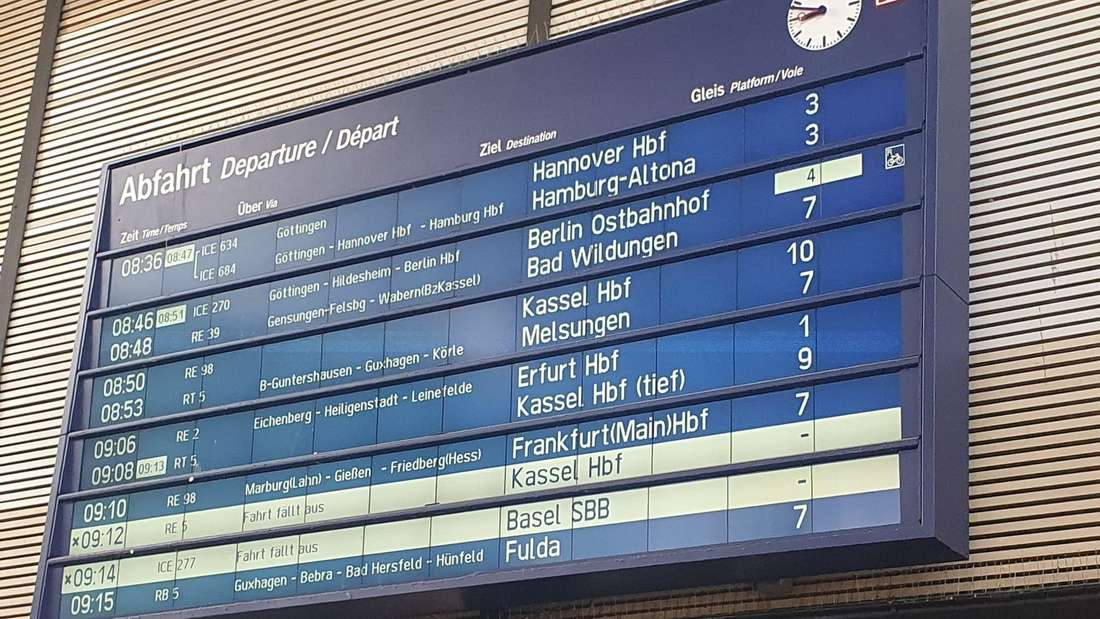 Abfahrt Departure / Départ
Zeit Time/Temps Über Via Ziel Destination Gleis Platform/Voie
08:36 08:47 ICE 634 Göttingen Hannover Hbf 3
ICE 684 Göttingen - Hannover Hbf - Hamburg Hbf Hamburg-Altona 3
08:46 08:51 ICE 270 Göttingen - Hildesheim - Berlin Hbf Berlin Ostbahnhof 4
08:48 RE 39 Gensungen-Felsbg - Wabern(BzKassel) Bad Wildungen 7
08:50 RE 98 Kassel Hbf 10
08:53 RT 5 B-Guntershausen - Guxhagen - Körle Melsungen 7
09:06 RE 2 Eichenberg - Heiligenstadt - Leinefelde Erfurt Hbf 1
09:08 09:13 RT 5 Kassel Hbf (tief) 9
09:10 RE 98 Marburg(Lahn) - Gießen - Friedberg(Hess) Frankfurt(Main)Hbf 7
×09:12 RE 5 Fahrt fällt aus Kassel Hbf -
×09:14 ICE 277 Fahrt fällt aus Basel SBB -
09:15 RB 5 Guxhagen - Bebra - Bad Hersfeld - Hünfeld Fulda 7